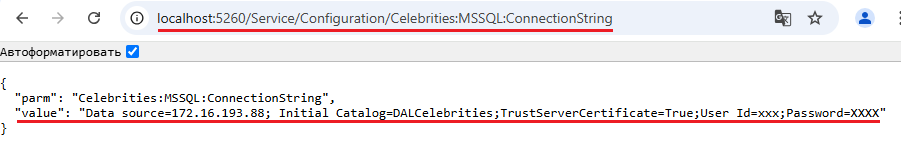 localhost:5260/Service/Configuration/Celebrities:MSSQL:ConnectionString
Автоформатировать
{
"parm": "Celebrities:MSSQL:ConnectionString",
"value": "Data source=172.16.193.88; Initial Catalog=DALCelebrities;TrustServerCertificate=True;User Id=xxx;Password=XXXX"
}